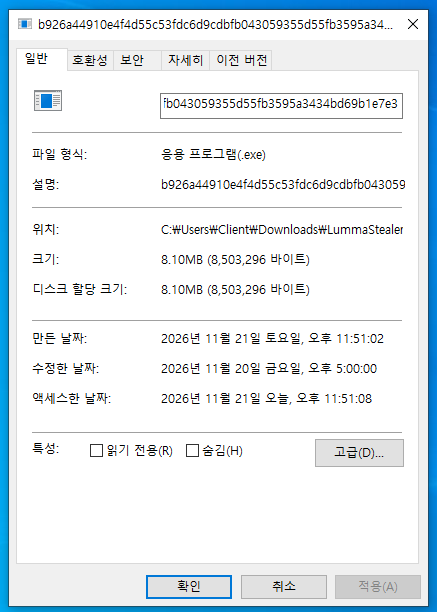 b926a44910e4f4d55c53fdc6d9cdbfb043059355d55fb3595a34...
일반 호환성 보안 자세히 이전 버전
fb043059355d55fb3595a3434bd69b1e7e3
파일 형식: 응용 프로그램(.exe)
설명: b926a44910e4f4d55c53fdc6d9cdbfb043059
위치: C:₩Users₩Client₩Downloads₩LummaStealer
크기: 8.10MB (8,503,296 바이트)
디스크 할당 크기: 8.10MB (8,503,296 바이트)
만든 날짜: 2026년 11월 21일 토요일, 오후 11:51:02
수정한 날짜: 2026년 11월 20일 금요일, 오후 5:00:00
액세스한 날짜: 2026년 11월 21일 오늘, 오후 11:51:08
특성: 읽기 전용(R) 숨김(H) 고급(D)...
확인 취소 적용(A)